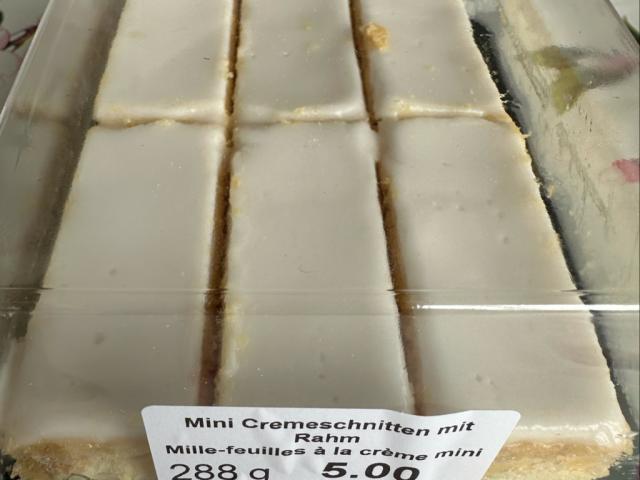 Mini Cremeschnitten mit
Rahm
Mille-feuilles à la crème mini
288 g 5.00